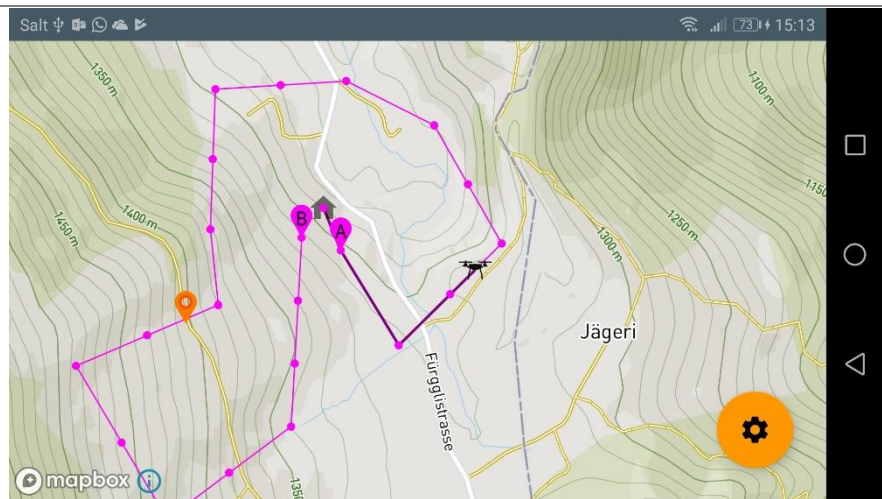 Salt 73 15:13
1350 m
1100 m
1150
1400 m
1450 m
B
A
1250 m
1300 m
Jägeri
Fürgglistrasse
1350
mapbox